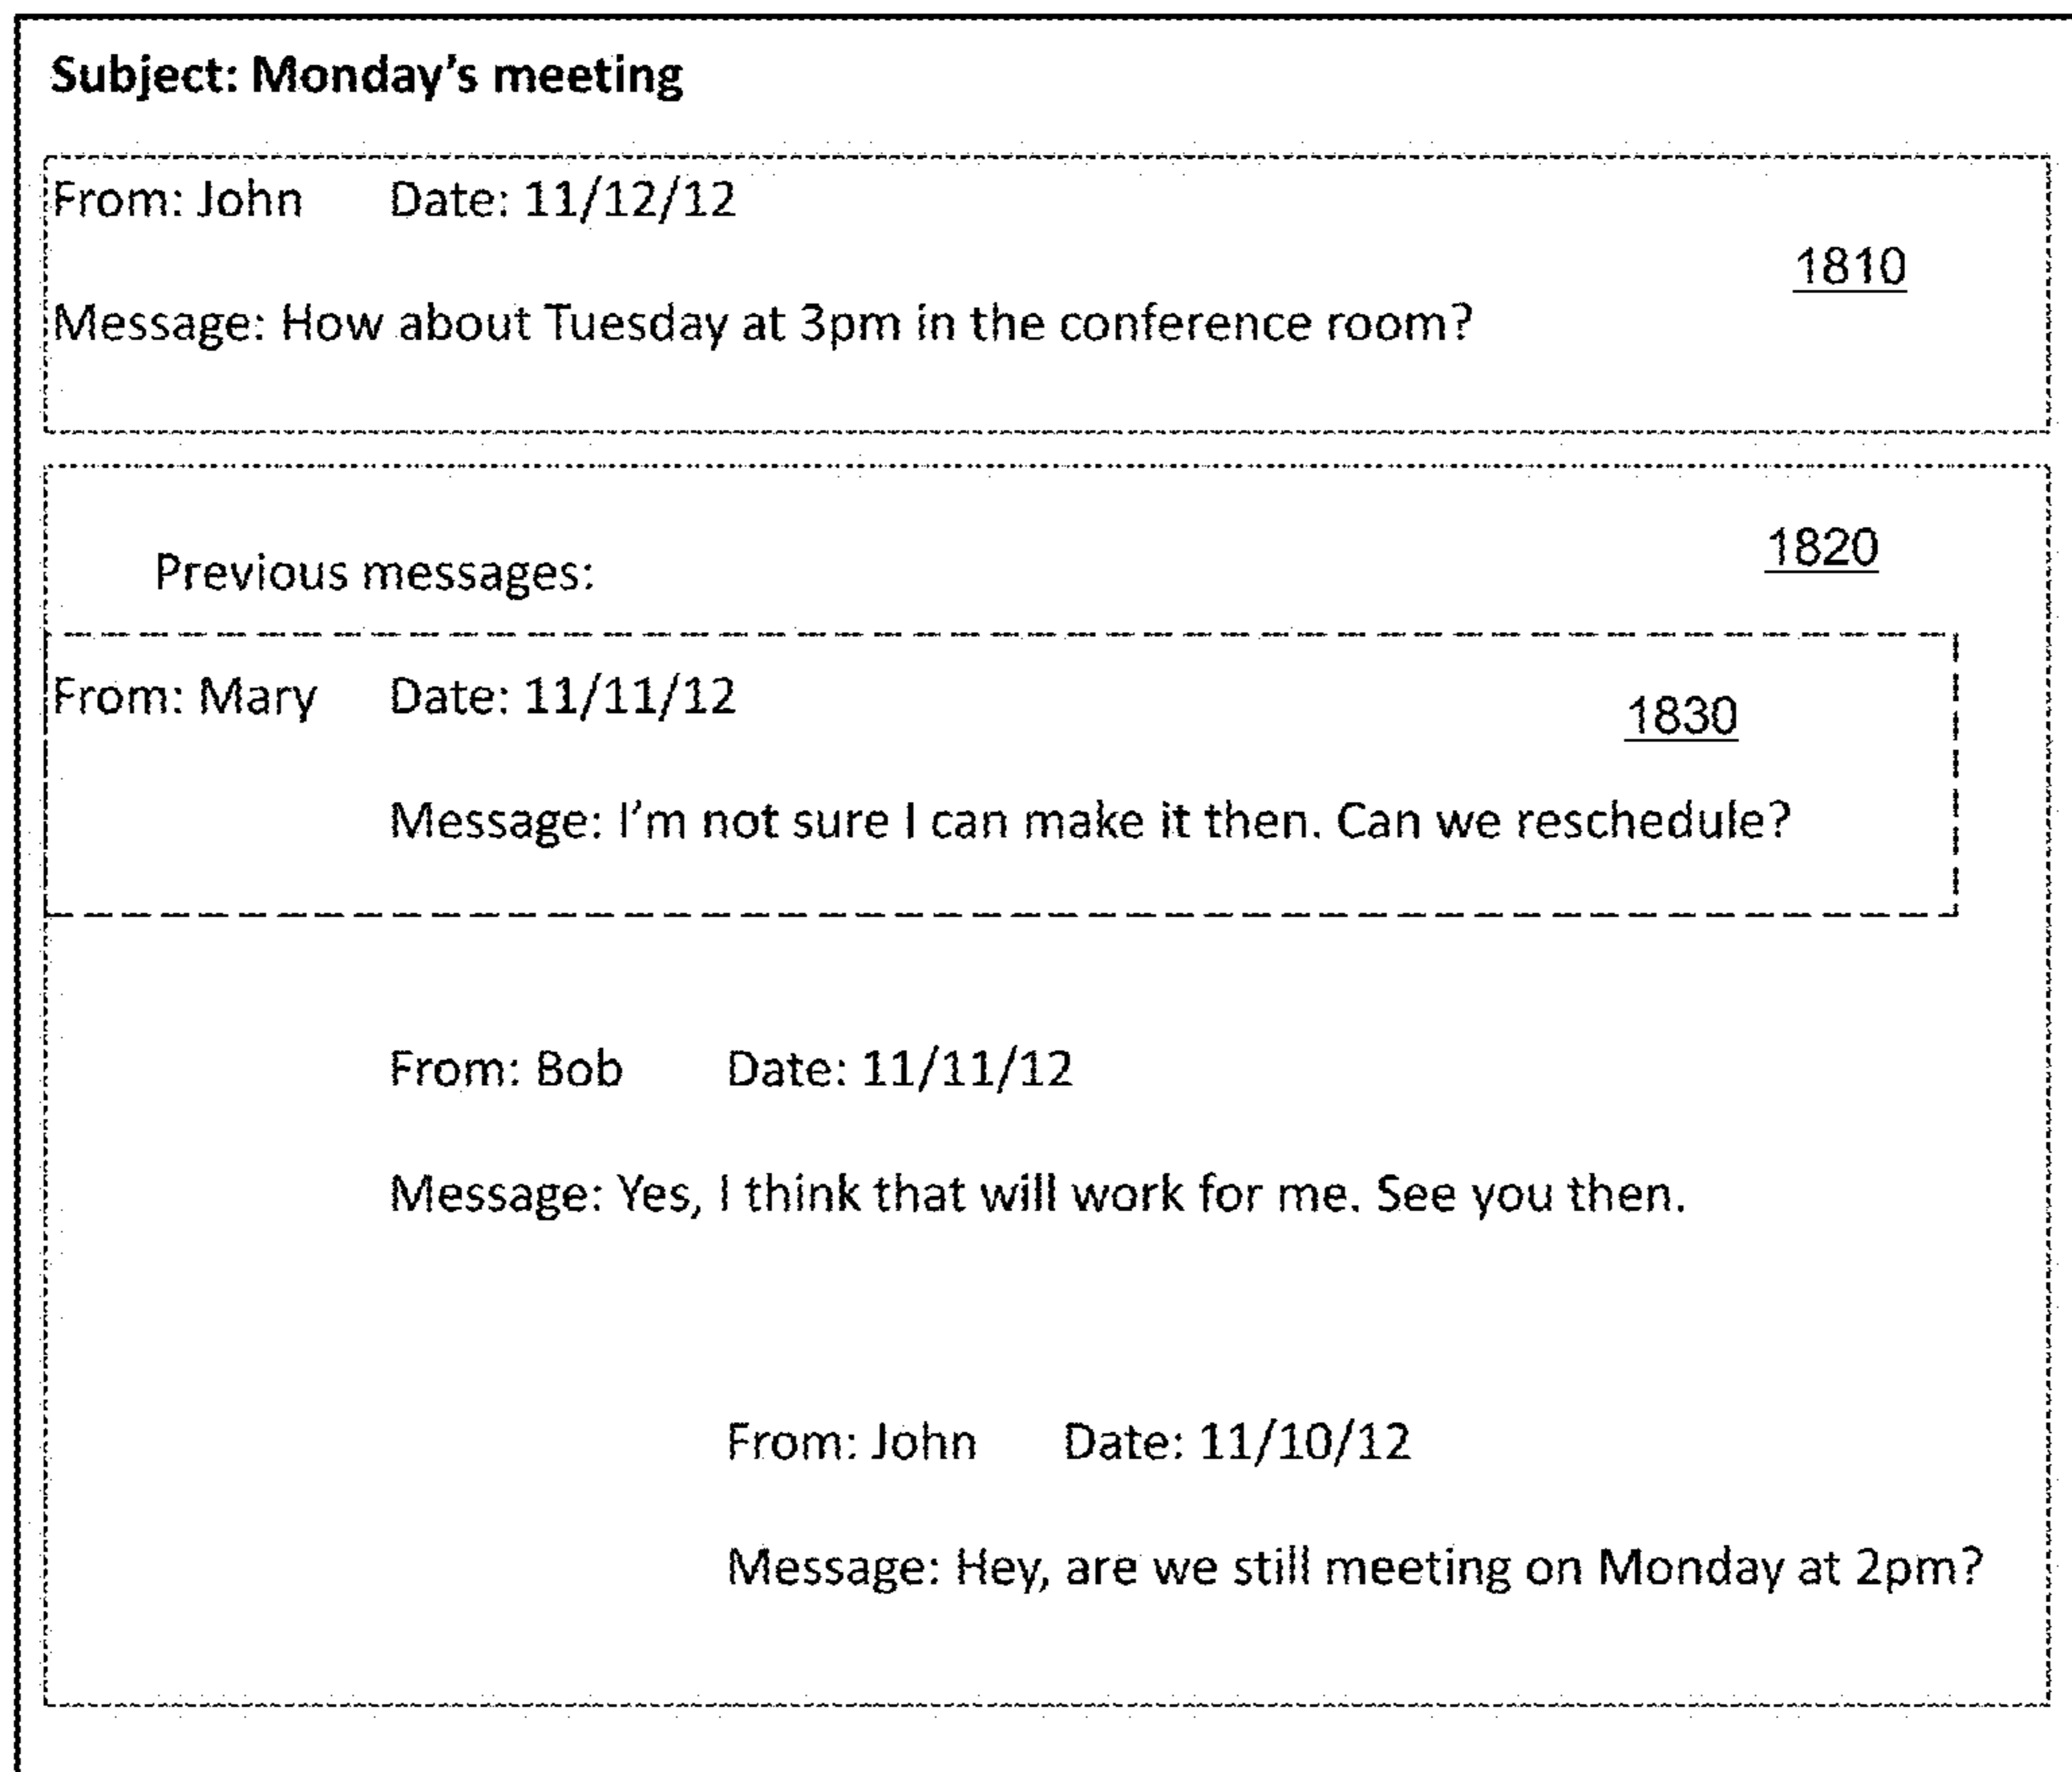 Subject: Monday’s meeting
From: John Date: 11/12/12
1810
Message: How about Tuesday at 3pm in the conference room?
1820
Previous messages:
From: Mary Date: 11/11/12
1830
Message: I’m not sure I can make it then. Can we reschedule?
From: Bob Date: 11/11/12
Message: Yes, I think that will work for me. See you then.
From: John Date: 11/10/12
Message: Hey, are we still meeting on Monday at 2pm?